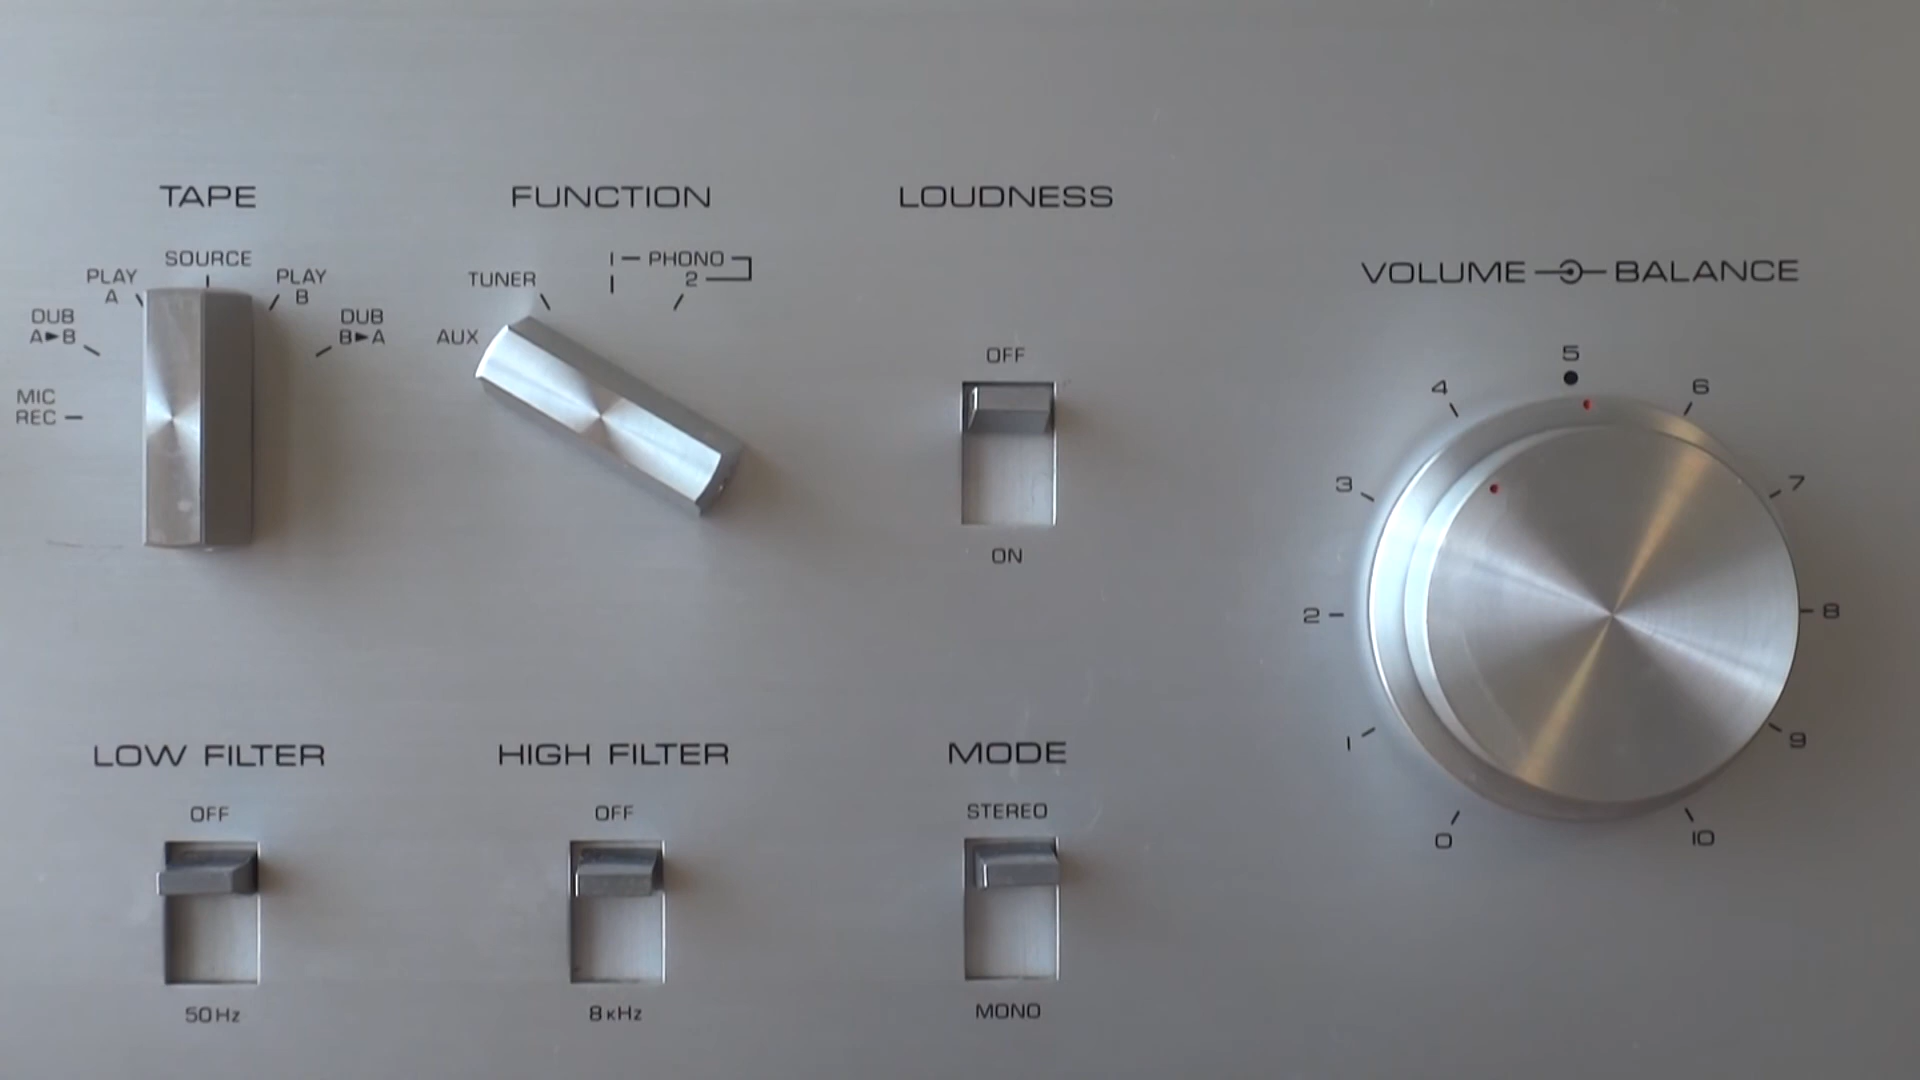 TAPE
SOURCE
PLAY A
PLAY B
DUB A►B
DUB B►A
MIC REC
FUNCTION
1 PHONO
2
TUNER
AUX
LOUDNESS
OFF
ON
VOLUME BALANCE
5
4
6
3
7
2
8
1
9
0
10
LOW FILTER
OFF
50Hz
HIGH FILTER
OFF
8кHz
MODE
STEREO
MONO